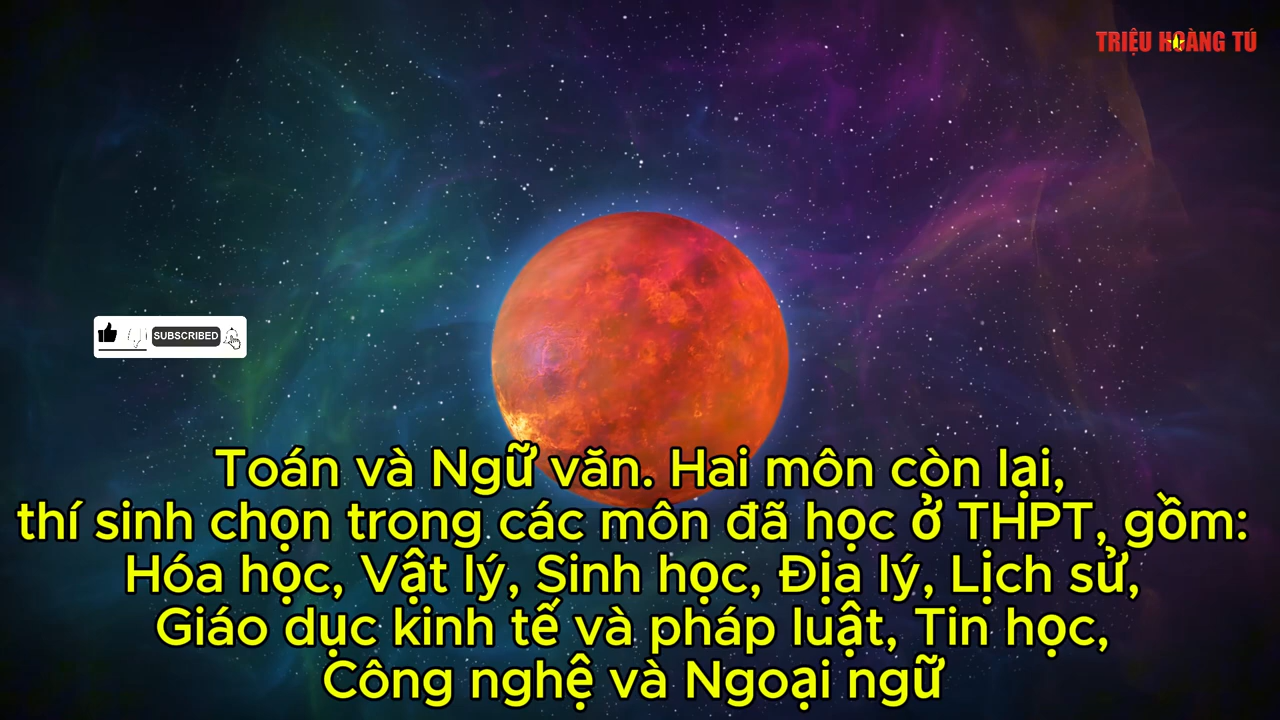 TRIỆU HOÀNG TÚ
SUBSCRIBED
Toán và Ngữ văn. Hai môn còn lại,
thí sinh chọn trong các môn đã học ở THPT, gồm:
Hóa học, Vật lý, Sinh học, Địa lý, Lịch sử,
Giáo dục kinh tế và pháp luật, Tin học,
Công nghệ và Ngoại ngữ